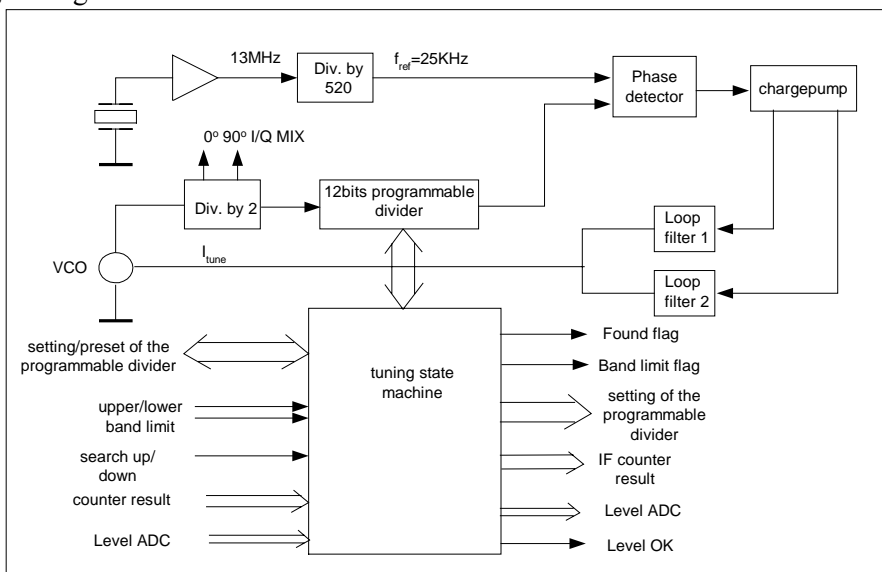 13MHz
Div. by
520
f_ref=25KHz
Phase
detector
chargepump
0° 90° I/Q MIX
Div. by 2
12bits programmable
divider
Loop
filter 1
VCO
I_tune
Loop
filter 2
setting/preset of the
programmable divider
upper/lower
band limit
search up/
down
counter result
Level ADC
tuning state
machine
Found flag
Band limit flag
setting of the
programmable
divider
IF counter
result
Level ADC
Level OK